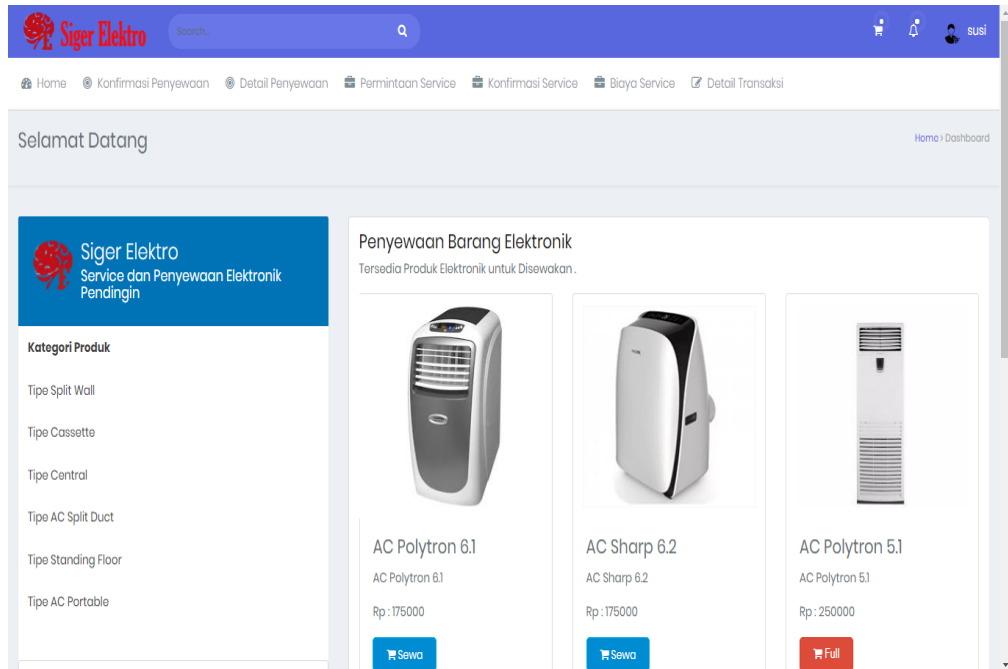 Siger Elektro
Search...
susi
Home
Konfirmasi Penyewaan
Detail Penyewaan
Permintaan Service
Konfirmasi Service
Biaya Service
Detail Transaksi
Selamat Datang
Home > Dashboard
Siger Elektro
Service dan Penyewaan Elektronik
Pendingin
Kategori Produk
Tipe Split Wall
Tipe Cassette
Tipe Central
Tipe AC Split Duct
Tipe Standing Floor
Tipe AC Portable
Penyewaan Barang Elektronik
Tersedia Produk Elektronik untuk Disewakan .
AC Polytron 6.1
AC Polytron 6.1
Rp : 175000
Sewa
AC Sharp 6.2
AC Sharp 6.2
Rp : 175000
Sewa
AC Polytron 5.1
AC Polytron 5.1
Rp : 250000
Full